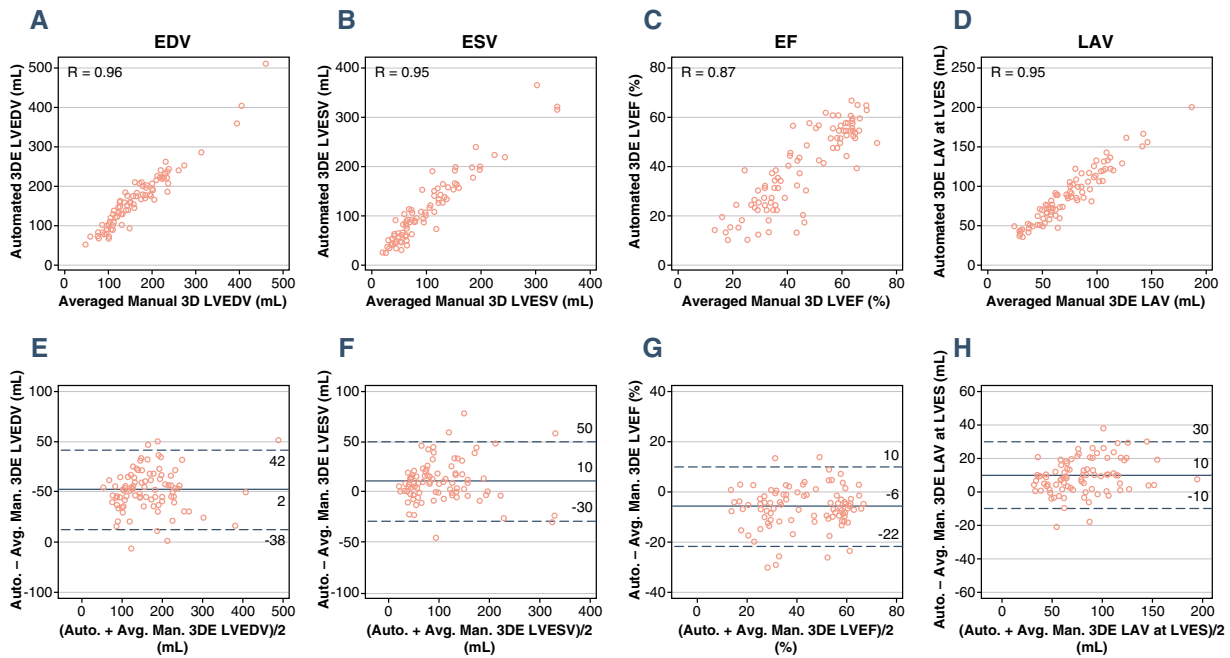 A
EDV
Automated 3DE LVEDV (mL)
500
400
300
200
100
0
R = 0.96
0 100 200 300 400 500
Averaged Manual 3D LVEDV (mL)
B
ESV
Automated 3DE LVESV (mL)
400
300
200
100
0
R = 0.95
0 100 200 300 400
Averaged Manual 3D LVESV (mL)
C
EF
Automated 3DE LVEF (%)
80
60
40
20
0
R = 0.87
0 20 40 60 80
Averaged Manual 3D LVEF (%)
D
LAV
Automated 3DE LAV at LVES (mL)
250
200
150
100
50
0
R = 0.95
0 50 100 150 200
Averaged Manual 3DE LAV (mL)
E
Auto. – Avg. Man. 3DE LVEDV (mL)
100
50
-50
0
-100
42
2
-38
0 100 200 300 400 500
(Auto. + Avg. Man. 3DE LVEDV)/2
(mL)
F
Auto. – Avg. Man. 3DE LVESV (mL)
100
50
0
-50
-100
50
10
-30
0 100 200 300 400
(Auto. + Avg. Man. 3DE LVESV)/2
(mL)
G
Auto. – Avg. Man. 3DE LVEF (%)
40
20
0
-20
-40
10
-6
-22
0 20 40 60 80
(Auto. + Avg. Man. 3DE LVEF)/2
(%)
H
Auto. – Avg. Man. 3DE LAV at LVES (mL)
60
40
20
0
-20
-40
-60
30
10
-10
0 50 100 150 200
(Auto. + Avg. Man. 3DE LAV at LVES)/2
(mL)